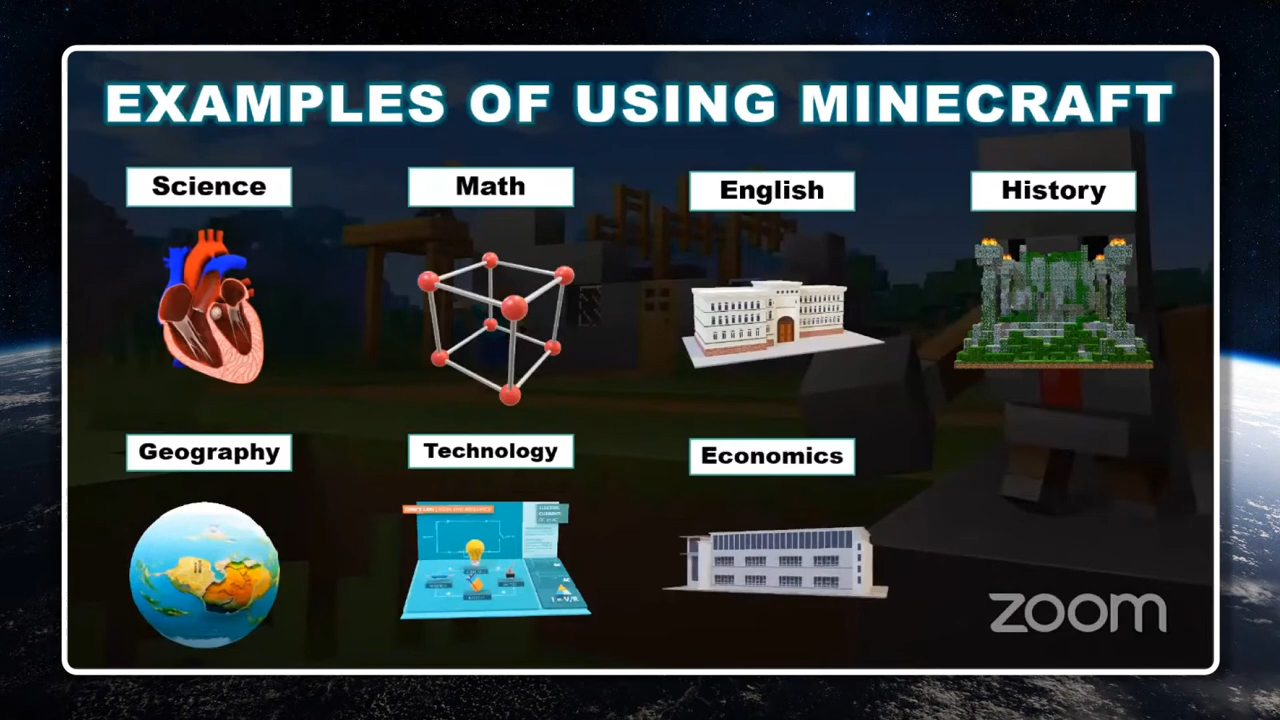 EXAMPLES OF USING MINECRAFT
Science
Math
English
History
Geography
Technology
Economics
I = V/R
zoom